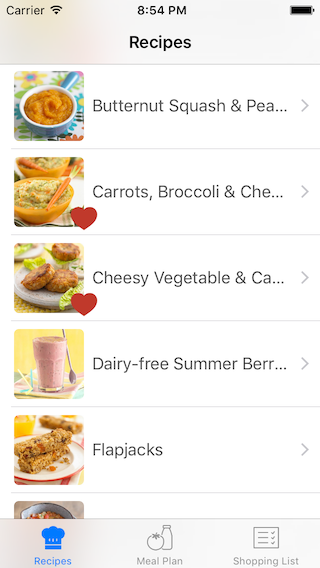 Carrier 8:54 PM
Recipes
Butternut Squash & Pea...
Carrots, Broccoli & Che...
Cheesy Vegetable & Ca...
Dairy-free Summer Berr...
Flapjacks
Recipes Meal Plan Shopping List